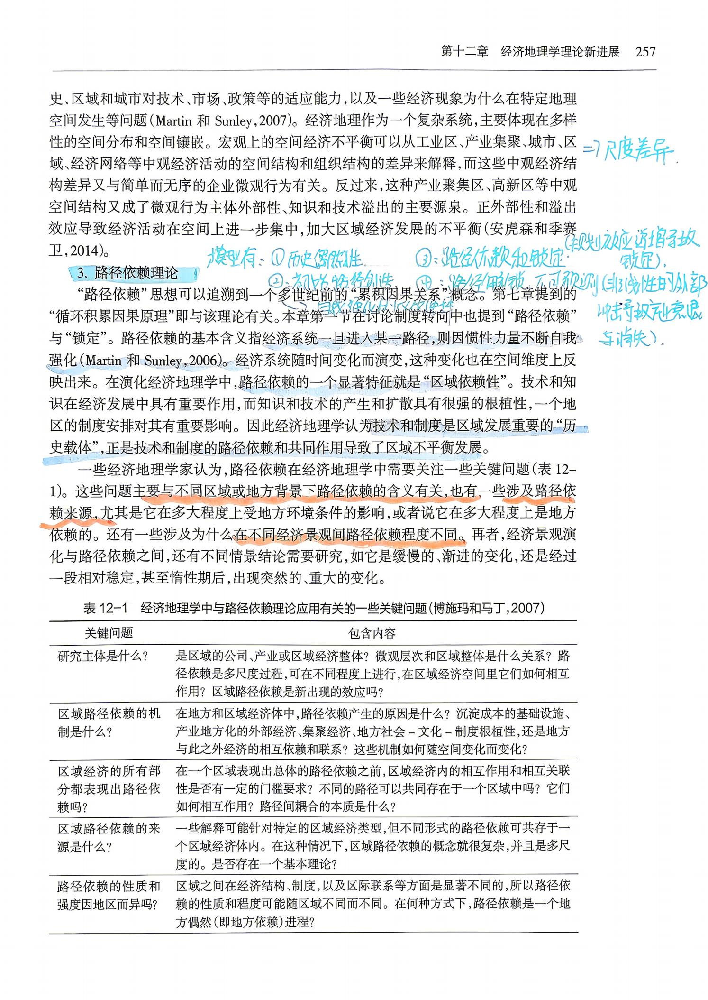 第十二章 经济地理学理论新进展 257
史、区域和城市对技术、市场、政策等的适应能力,以及一些经济现象为什么在特定地理
空间发生等问题(Martin 和 Sunley,2007)。经济地理作为一个复杂系统,主要体现在多样
性的空间分布和空间镶嵌。宏观上的空间经济不平衡可以从工业区、产业集聚、城市、区
=> 尺度差异.
域、经济网络等中观经济活动的空间结构和组织结构的差异来解释,而这些中观经济结
构差异又与简单而无序的企业微观行为有关。反过来,这种产业聚集区、高新区等中观
空间结构又成了微观行为主体外部性、知识和技术溢出的主要源泉。正外部性和溢出
效应导致经济活动在空间上进一步集中,加大区域经济发展的不平衡(安虎森和季赛
卫,2014)。
模型有:①历史偶然性
③:路径依赖和锁定
(规划效应递增导致
锁定).
3. 路径依赖理论
②:初始路径创造
④:路径解锁 不可预测(非线性的外部
冲击导致产业衰退
与消失).
“路径依赖”思想可以追溯到一个多世纪前的“累积因果关系”概念。第七章提到的
“循环积累因果原理”即与该理论有关。本章第一节在讨论制度转向中也提到“路径依赖”
与“锁定”。路径依赖的基本含义指经济系统一旦进入某一路径,则因惯性力量不断自我
强化(Martin 和 Sunley,2006)。经济系统随时间变化而演变,这种变化也在空间维度上反
映出来。在演化经济地理学中,路径依赖的一个显著特征就是“区域依赖性”。技术和知
识在经济发展中具有重要作用,而知识和技术的产生和扩散具有很强的根植性,一个地
区的制度安排对其有重要影响。因此经济地理学认为技术和制度是区域发展重要的“历
史载体”,正是技术和制度的路径依赖和共同作用导致了区域不平衡发展。
一些经济地理学家认为,路径依赖在经济地理学中需要关注一些关键问题(表 12-
1)。这些问题主要与不同区域或地方背景下路径依赖的含义有关,也有一些涉及路径依
赖来源,尤其是它在多大程度上受地方环境条件的影响,或者说它在多大程度上是地方
依赖的。还有一些涉及为什么在不同经济景观间路径依赖程度不同。再者,经济景观演
化与路径依赖之间,还有不同情景结论需要研究,如它是缓慢的、渐进的变化,还是经过
一段相对稳定,甚至惰性期后,出现突然的、重大的变化。
表 12-1 经济地理学中与路径依赖理论应用有关的一些关键问题(博施玛和马丁,2007)
关键问题 包含内容
研究主体是什么? 是区域的公司、产业或区域经济整体?微观层次和区域整体是什么关系?路
径依赖是多尺度过程,可在不同程度上进行,在区域经济空间里它们如何相互
作用?区域路径依赖是新出现的效应吗?
区域路径依赖的机 在地方和区域经济体中,路径依赖产生的原因是什么?沉淀成本的基础设施、
制是什么? 产业地方化的外部经济、集聚经济、地方社会-文化-制度根植性,还是地方
与此之外经济的相互依赖和联系?这些机制如何随空间变化而变化?
区域经济的所有部 在一个区域表现出总体的路径依赖之前,区域经济内的相互作用和相互关联
分都表现出路径依 性是否有一定的门槛要求?不同的路径可以共同存在于一个区域中吗?它们
赖吗? 如何相互作用?路径间耦合的本质是什么?
区域路径依赖的来 一些解释可能针对特定的区域经济类型,但不同形式的路径依赖可共存于一
源是什么? 个区域经济体内。在这种情况下,区域路径依赖的概念就很复杂,并且是多尺
度的。是否存在一个基本理论?
路径依赖的性质和 区域之间在经济结构、制度,以及区际联系等方面是显著不同的,所以路径依
强度因地区而异吗? 赖的性质和程度可能随区域不同而不同。在何种方式下,路径依赖是一个地
方偶然(即地方依赖)进程?